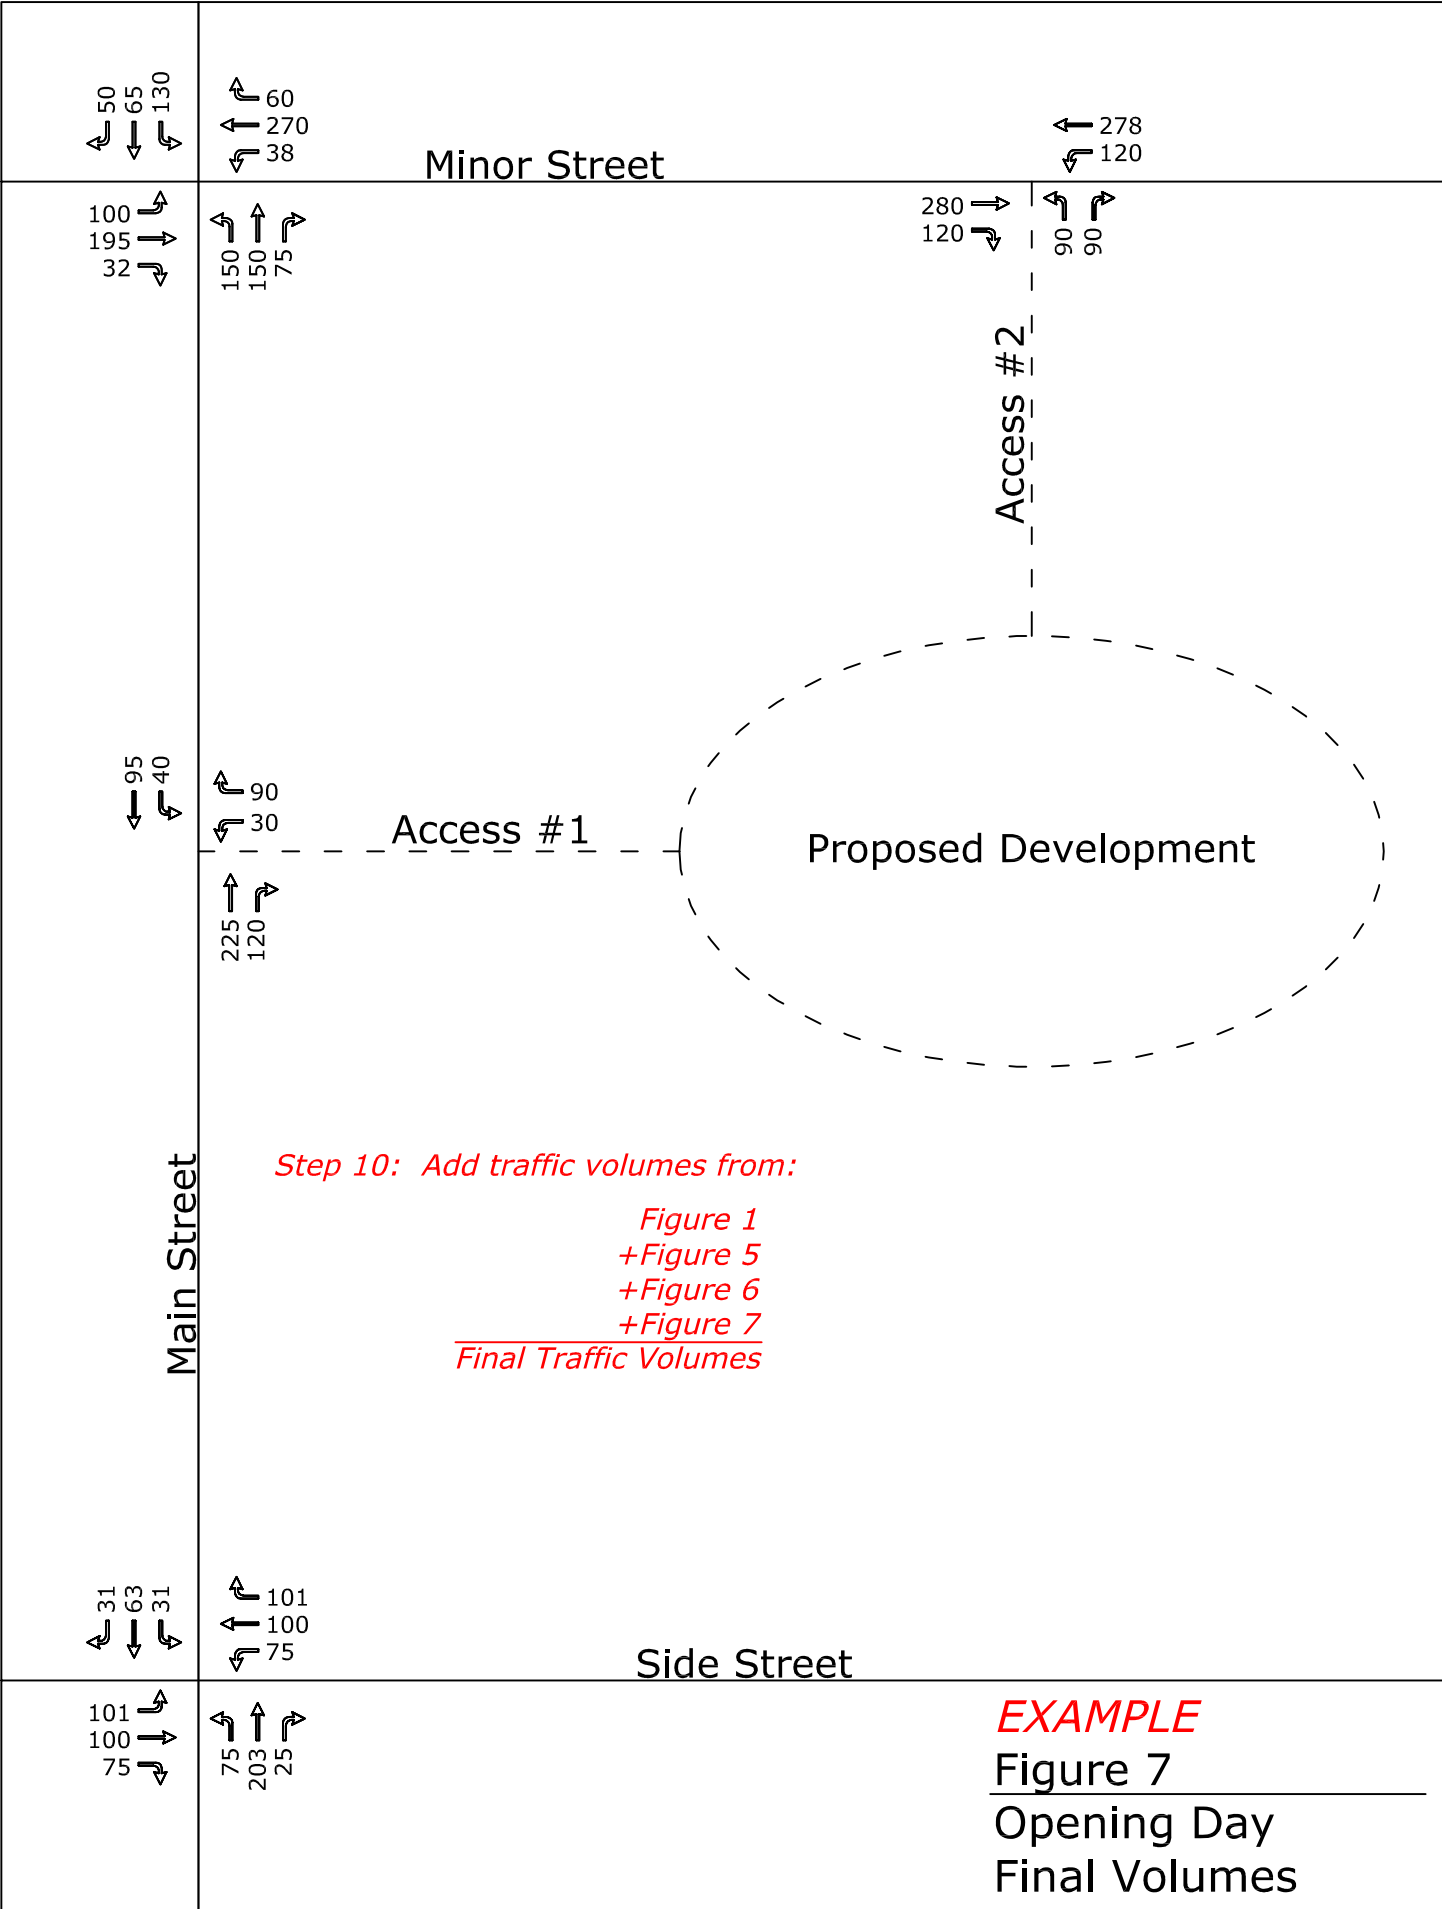 50
65
130
60
270
38
Minor Street
278
120
100
195
32
150
150
75
280
120
90
90
Access #2
95
40
90
30
Access #1
Proposed Development
225
120
Main Street
Step 10: Add traffic volumes from:
Figure 1
+Figure 5
+Figure 6
+Figure 7
Final Traffic Volumes
31
63
31
101
100
75
Side Street
101
100
75
75
203
25
EXAMPLE
Figure 7
Opening Day
Final Volumes